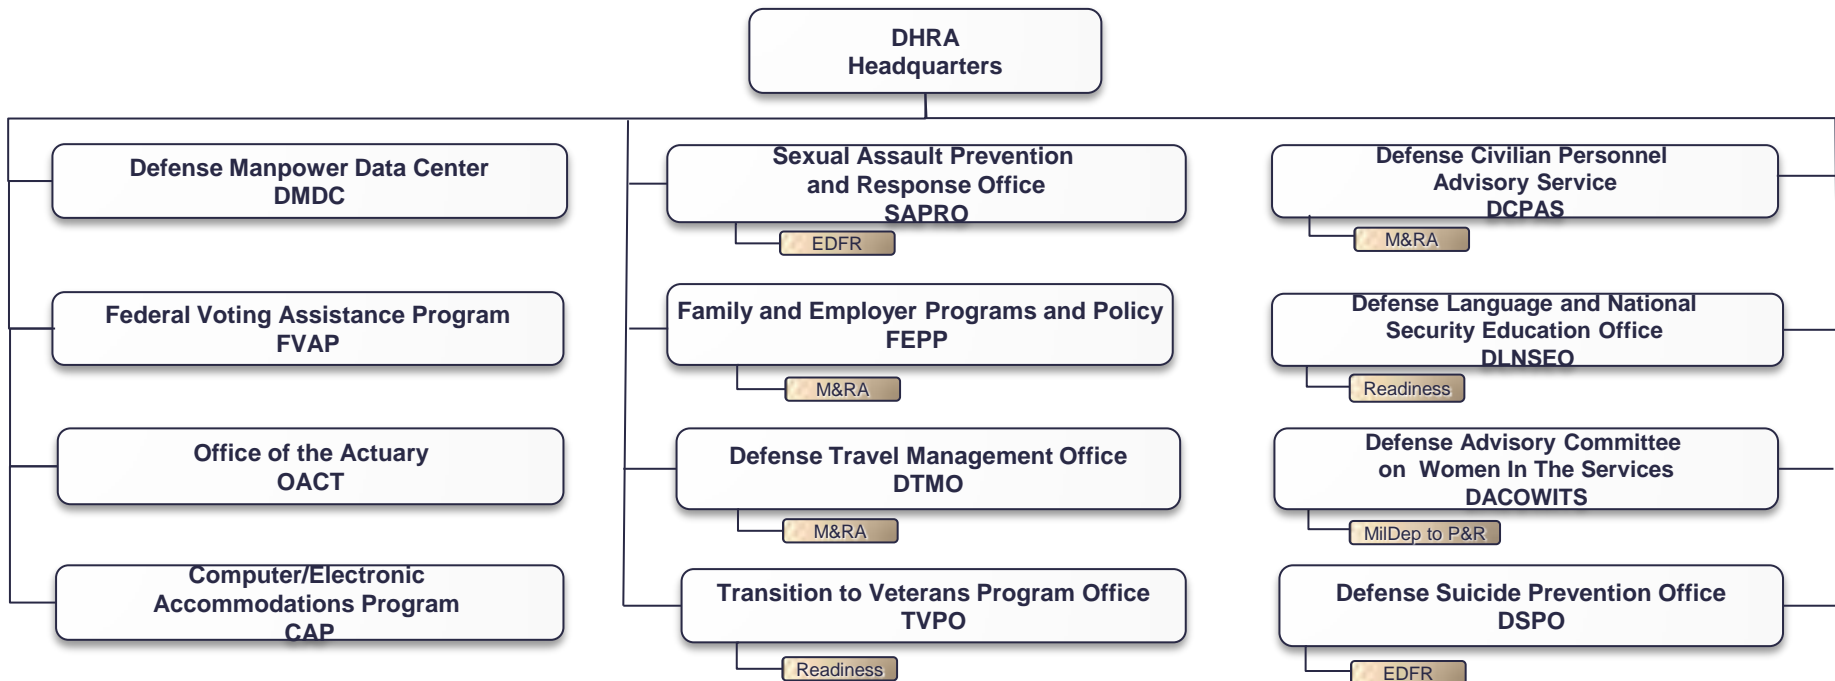 DHRA
Headquarters
Defense Manpower Data Center
DMDC
Federal Voting Assistance Program
FVAP
Office of the Actuary
OACT
Computer/Electronic
Accommodations Program
CAP
Sexual Assault Prevention
and Response Office
SAPRO
EDFR
Family and Employer Programs and Policy
FEPP
M&RA
Defense Travel Management Office
DTMO
M&RA
Transition to Veterans Program Office
TVPO
Readiness
Defense Civilian Personnel
Advisory Service
DCPAS
M&RA
Defense Language and National
Security Education Office
DLNSEO
Readiness
Defense Advisory Committee
on Women In The Services
DACOWITS
MilDep to P&R
Defense Suicide Prevention Office
DSPO
EDFR